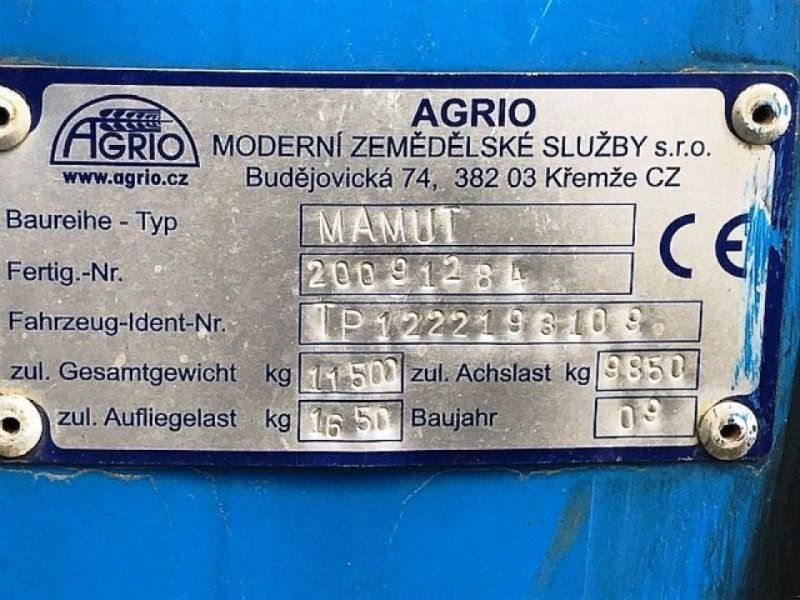 AGRIO
www.agrio.cz
AGRIO
MODERNÍ ZEMĚDĚLSKÉ SLUŽBY s.r.o.
Budějovická 74, 382 03 Křemže CZ
CE
Baureihe - Typ MAMUT
Fertig.-Nr. 20091284
Fahrzeug-Ident-Nr. TP1222193109
zul. Gesamtgewicht kg 11500 zul. Achslast kg 9850
zul. Aufliegelast kg 1650 Baujahr 09